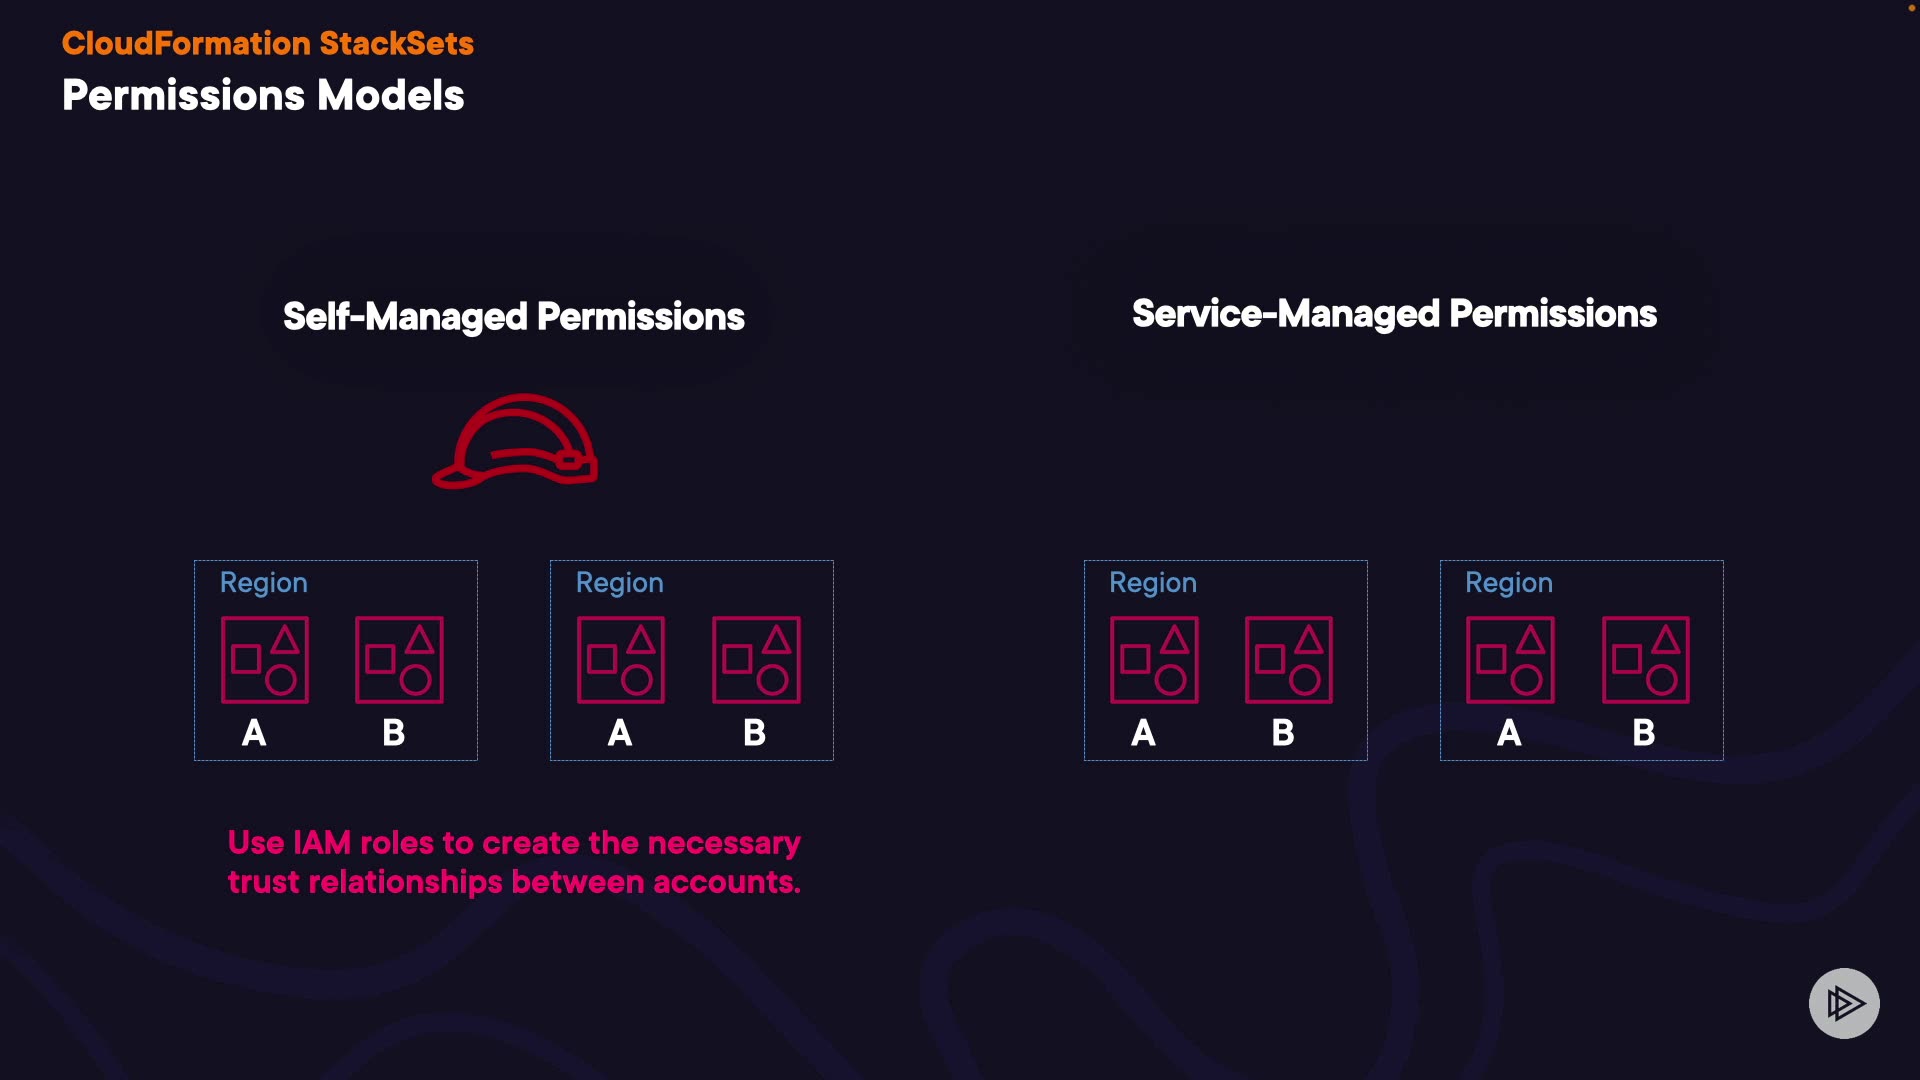 CloudFormation StackSets
Permissions Models
Self-Managed Permissions
Region
A B
Region
A B
Use IAM roles to create the necessary
trust relationships between accounts.
Service-Managed Permissions
Region
A B
Region
A B